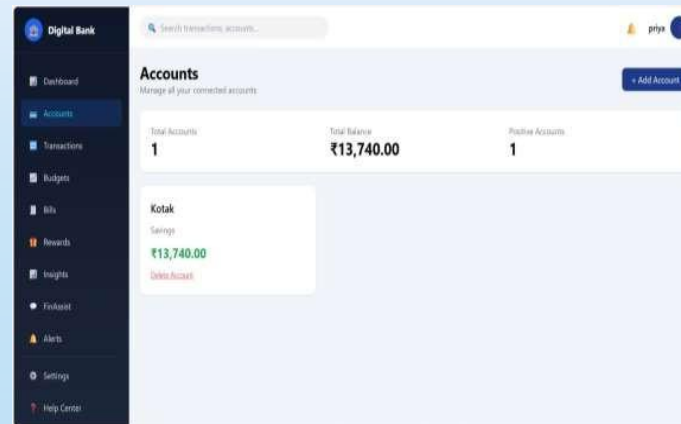 Digital Bank
Search transactions, accounts...
priya
Dashboard
Accounts
Transactions
Budgets
Bills
Rewards
Insights
FinAssist
Alerts
Settings
Help Center
Accounts
Manage all your connected accounts
+ Add Account
Total Accounts
1
Total Balance
₹13,740.00
Positive Accounts
1
Kotak
Savings
₹13,740.00
Delete Account